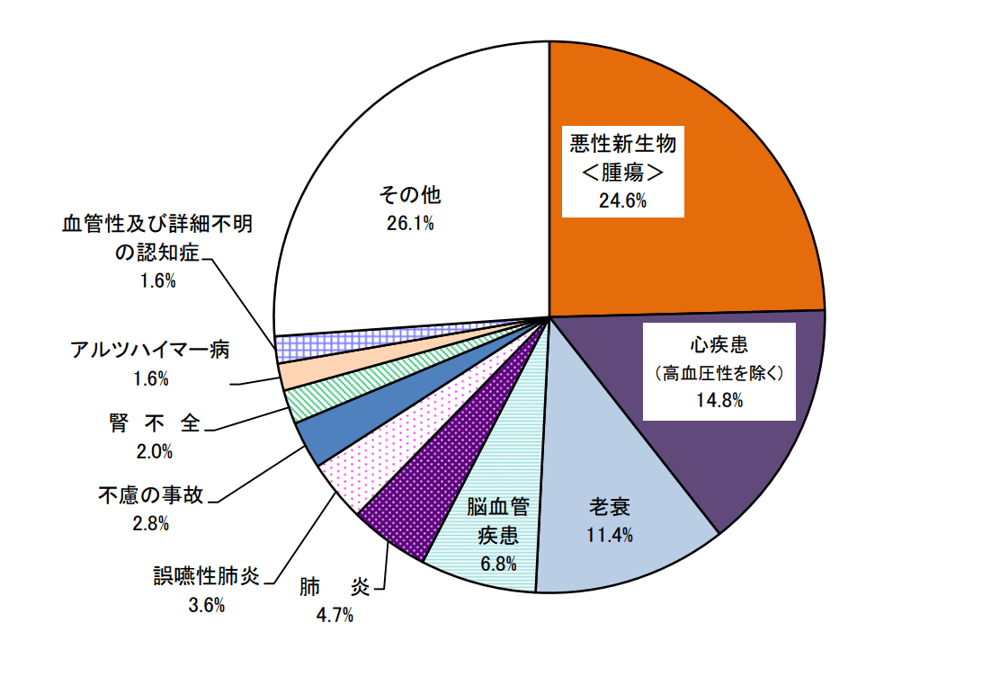 悪性新生物
＜腫瘍＞
24.6%
心疾患
（高血圧性を除く）
14.8%
老衰
11.4%
脳血管
疾患
6.8%
肺　炎
4.7%
誤嚥性肺炎
3.6%
不慮の事故
2.8%
腎 不 全
2.0%
アルツハイマー病
1.6%
血管性及び詳細不明
の認知症
1.6%
その他
26.1%